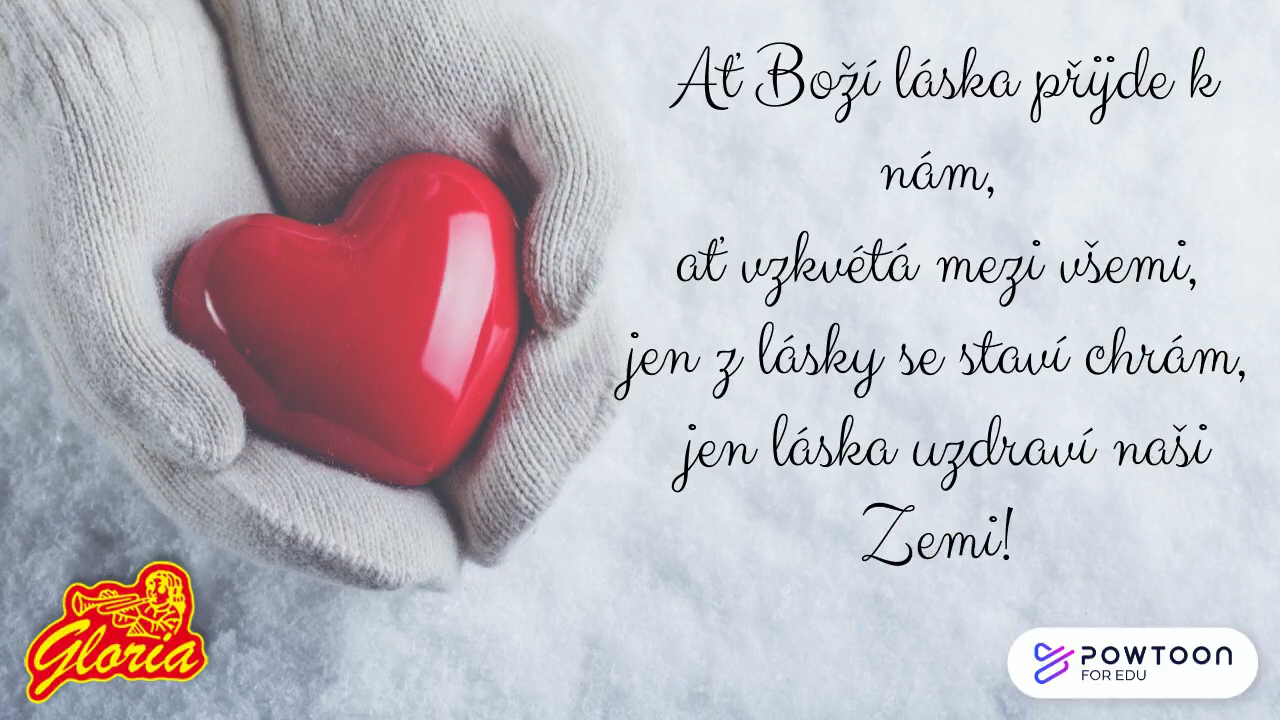 Ať Boží láska přijde k
nám,
ať vzkvétá mezi všemi,
jen z lásky se staví chrám,
jen láska uzdraví naši
Zemi!
Gloria
POWTOON
FOR EDU